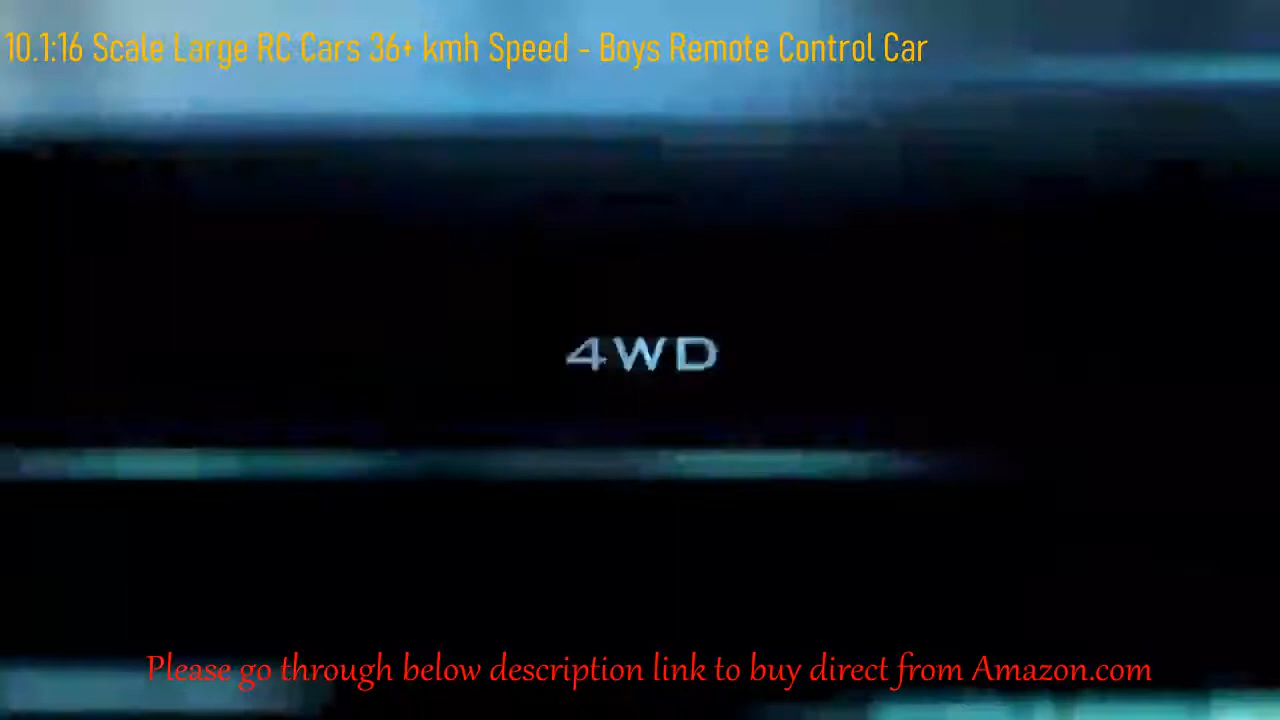 10.1:16 Scale Large RC Cars 36+ kmh Speed - Boys Remote Control Car
4WD
Please go through below description link to buy direct from Amazon.com